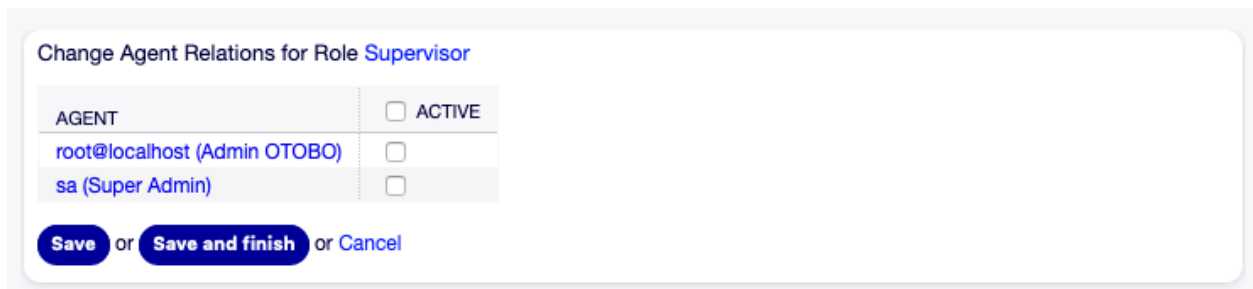 Change Agent Relations for Role Supervisor
AGENT ACTIVE
root@localhost (Admin OTOBO)
sa (Super Admin)
Save or Save and finish or Cancel